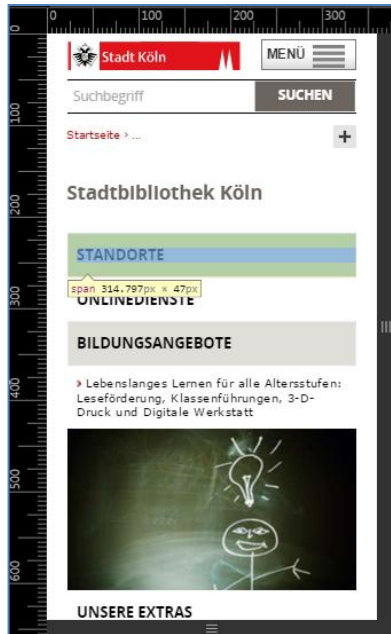 0 100 200 300
0
100
200
300
400
500
600
Stadt Köln
MENÜ
Suchbegriff
SUCHEN
Startseite › ...
+
Stadtbibliothek Köln
STANDORTE
span 314.797px × 47px
ONLINEDIENSTE
BILDUNGSANGEBOTE
› Lebenslanges Lernen für alle Altersstufen:
Leseförderung, Klassenführungen, 3-D-
Druck und Digitale Werkstatt
UNSERE EXTRAS